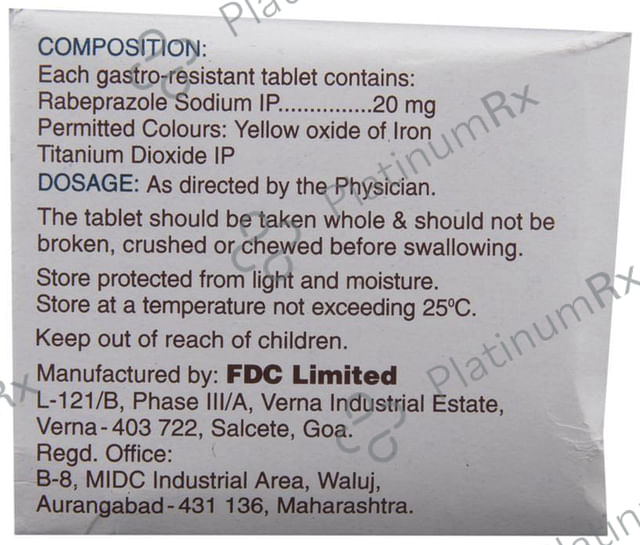 COMPOSITION:
Each gastro-resistant tablet contains:
Rabeprazole Sodium IP...............20 mg
Permitted Colours: Yellow oxide of Iron
Titanium Dioxide IP
DOSAGE: As directed by the Physician.
The tablet should be taken whole & should not be
broken, crushed or chewed before swallowing.
Store protected from light and moisture.
Store at a temperature not exceeding 25⁰C.
Keep out of reach of children.
Manufactured by: FDC Limited
L-121/B, Phase III/A, Verna Industrial Estate,
Verna-403 722, Salcete, Goa.
Regd. Office:
B-8, MIDC Industrial Area, Waluj,
Aurangabad-431 136, Maharashtra.
PlatinumRx
PlatinumRx